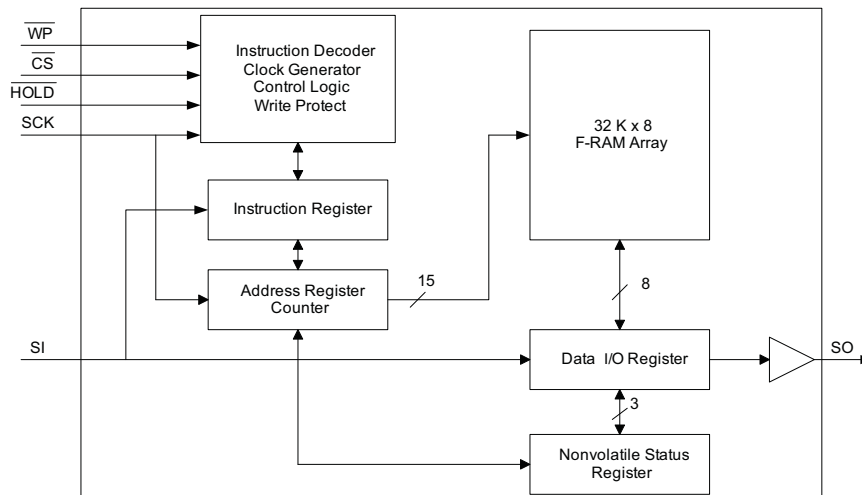 WP
CS
HOLD
SCK
Instruction Decoder
Clock Generator
Control Logic
Write Protect
32 K x 8
F-RAM Array
Instruction Register
Address Register
Counter
15
8
SI
Data I/O Register
SO
3
Nonvolatile Status
Register